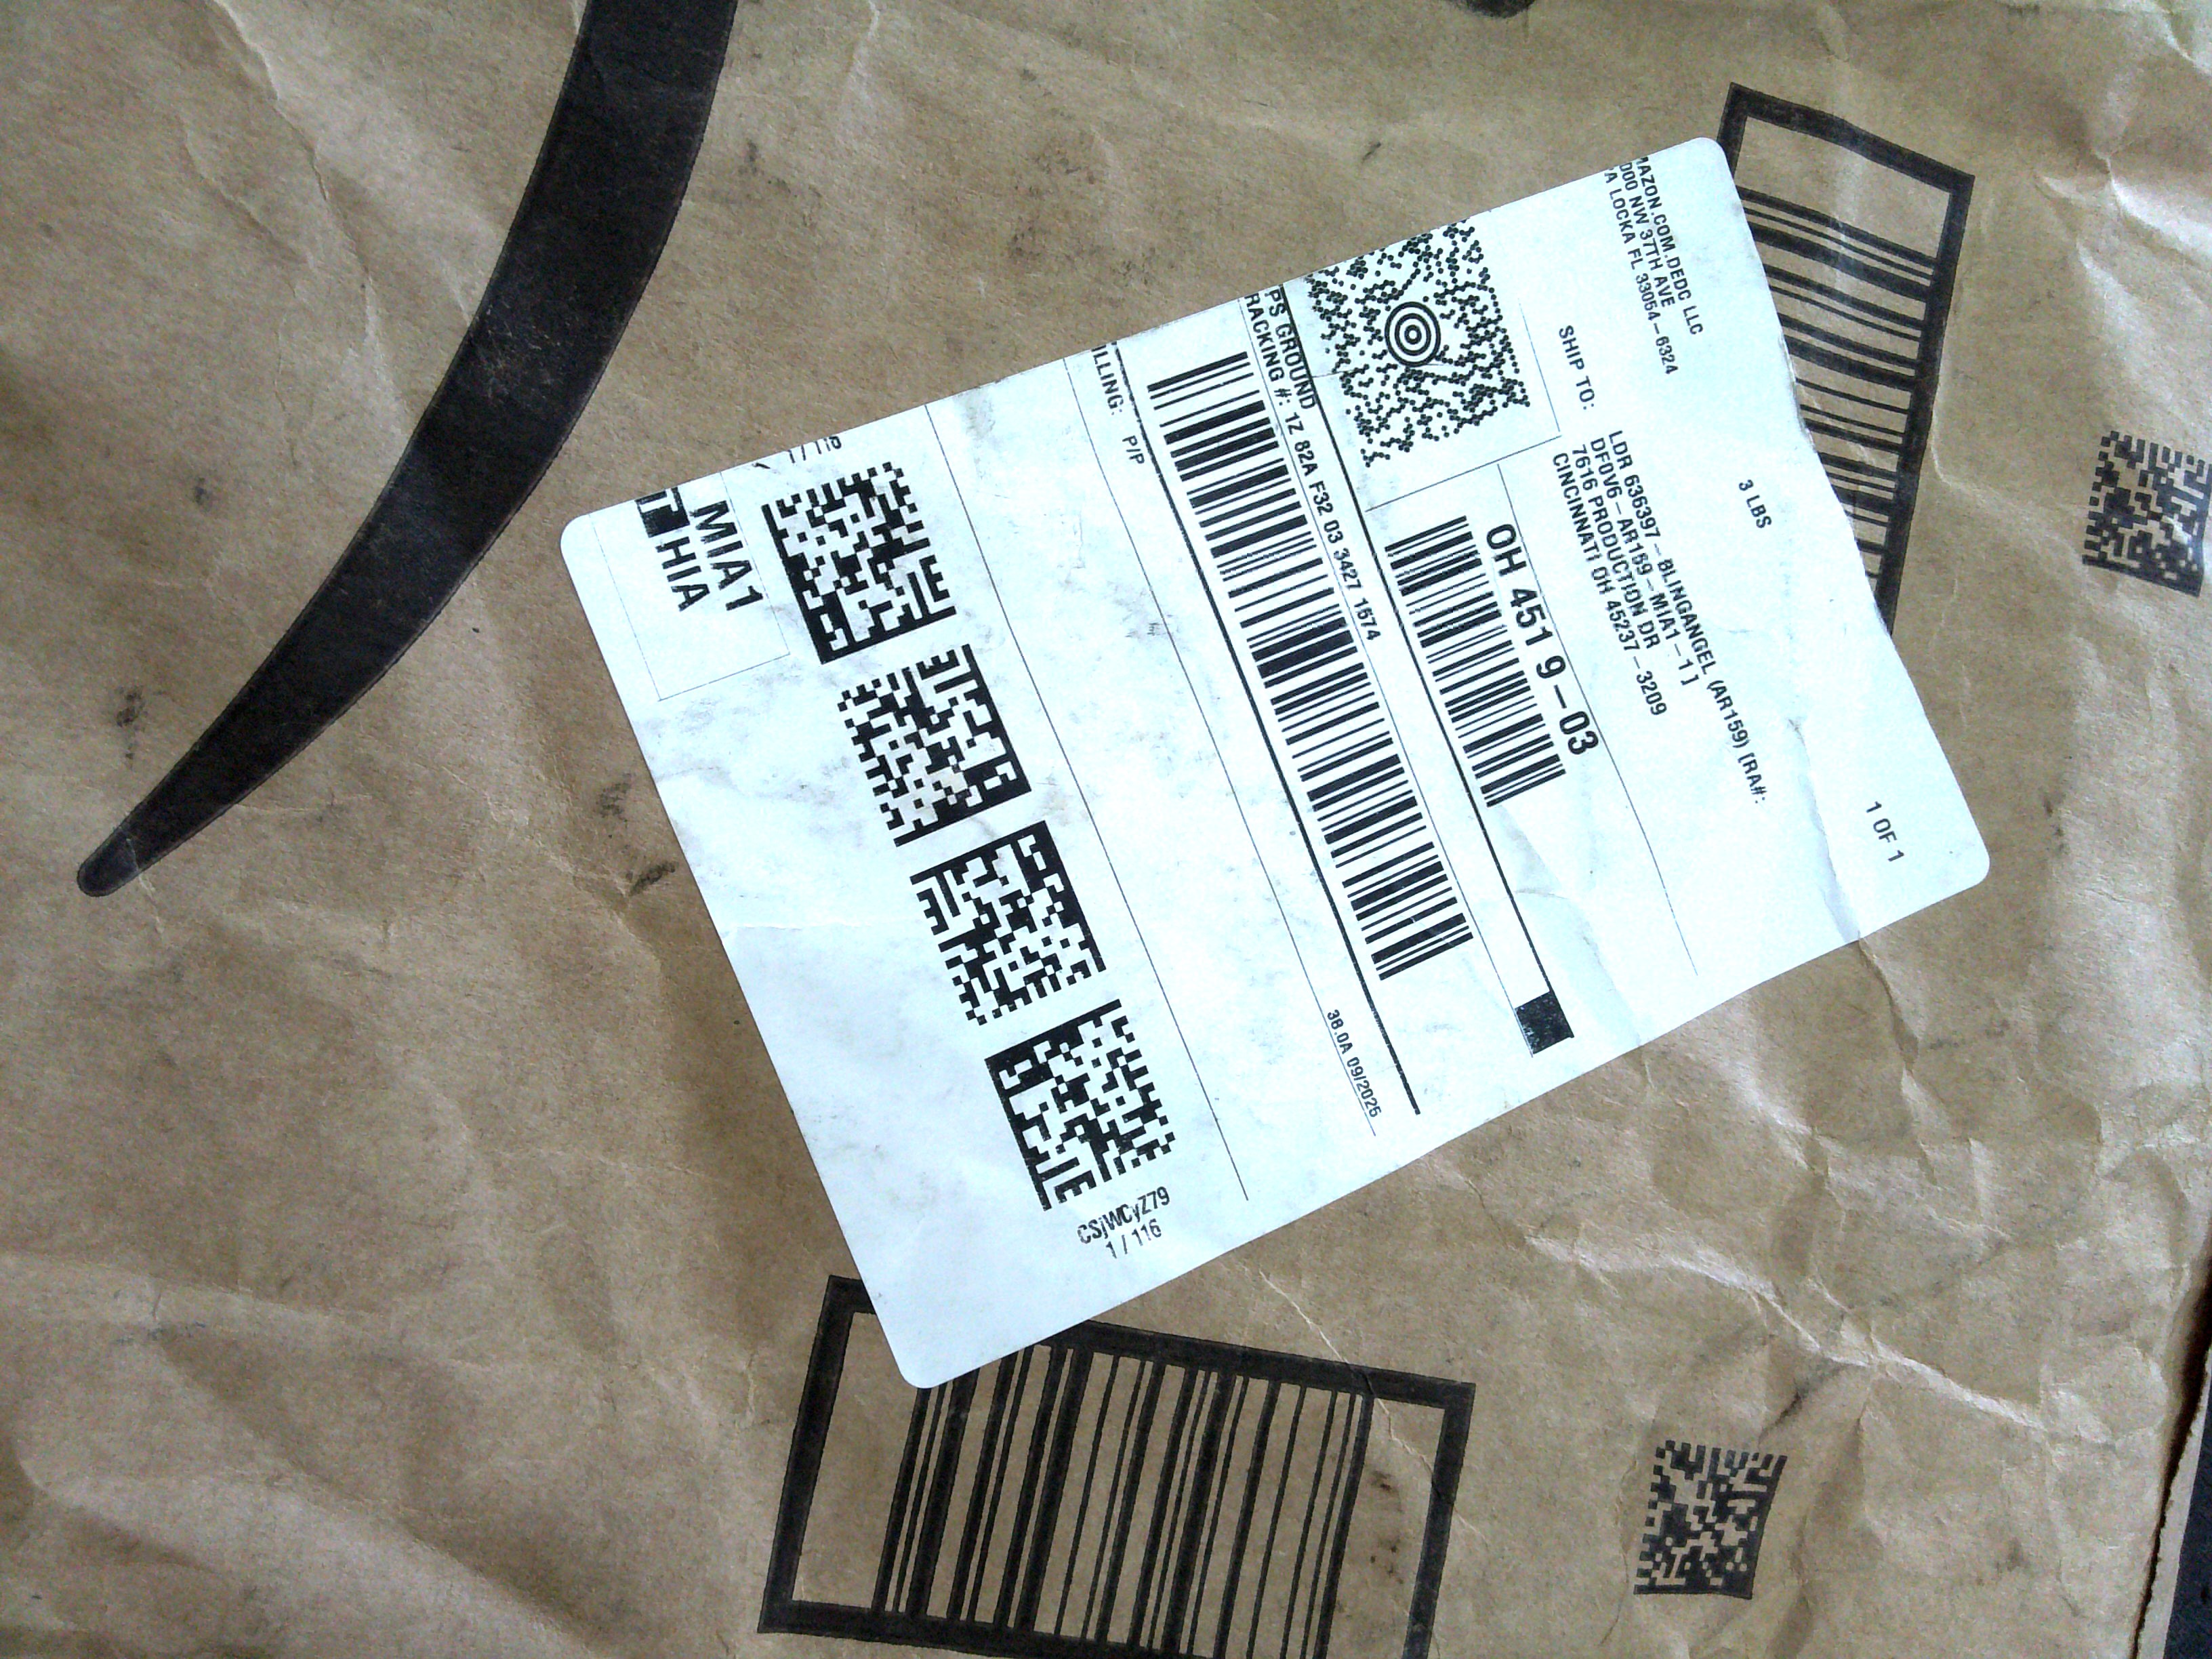 MAZON.COM.DEDC LLC
000 NW 37TH AVE
A LOCKA FL 33054-6324
3 LBS
1 OF 1
SHIP TO:
LDR 636397-BLINGANGEL (AR159) [RA#:
DF0V6-AR159-MIA1-1 ]
7616 PRODUCTION DR
CINCINNATI OH 45237-3209
OH 451 9-03
PS GROUND
RACKING #: 1Z 82A F32 03 3427 1574
ILLING: P/P
38.0A 09/2025
1/116
CSjWCyZ79
1 / 116
MIA1
HIA